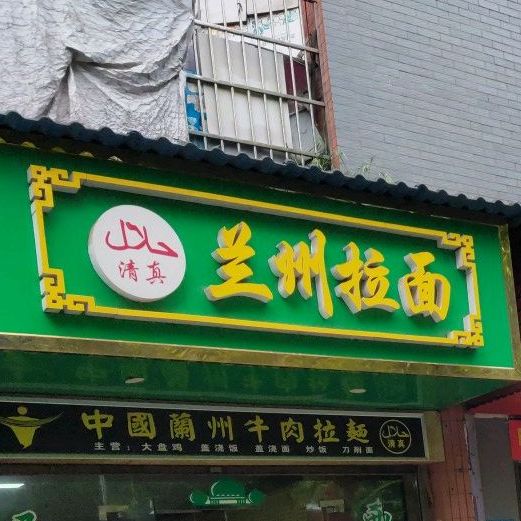 حلال
清真
兰州拉面
中國蘭州牛肉拉麵
主营：大盘鸡 盖浇饭 盖浇面 炒饭 刀削面
حلال
清真